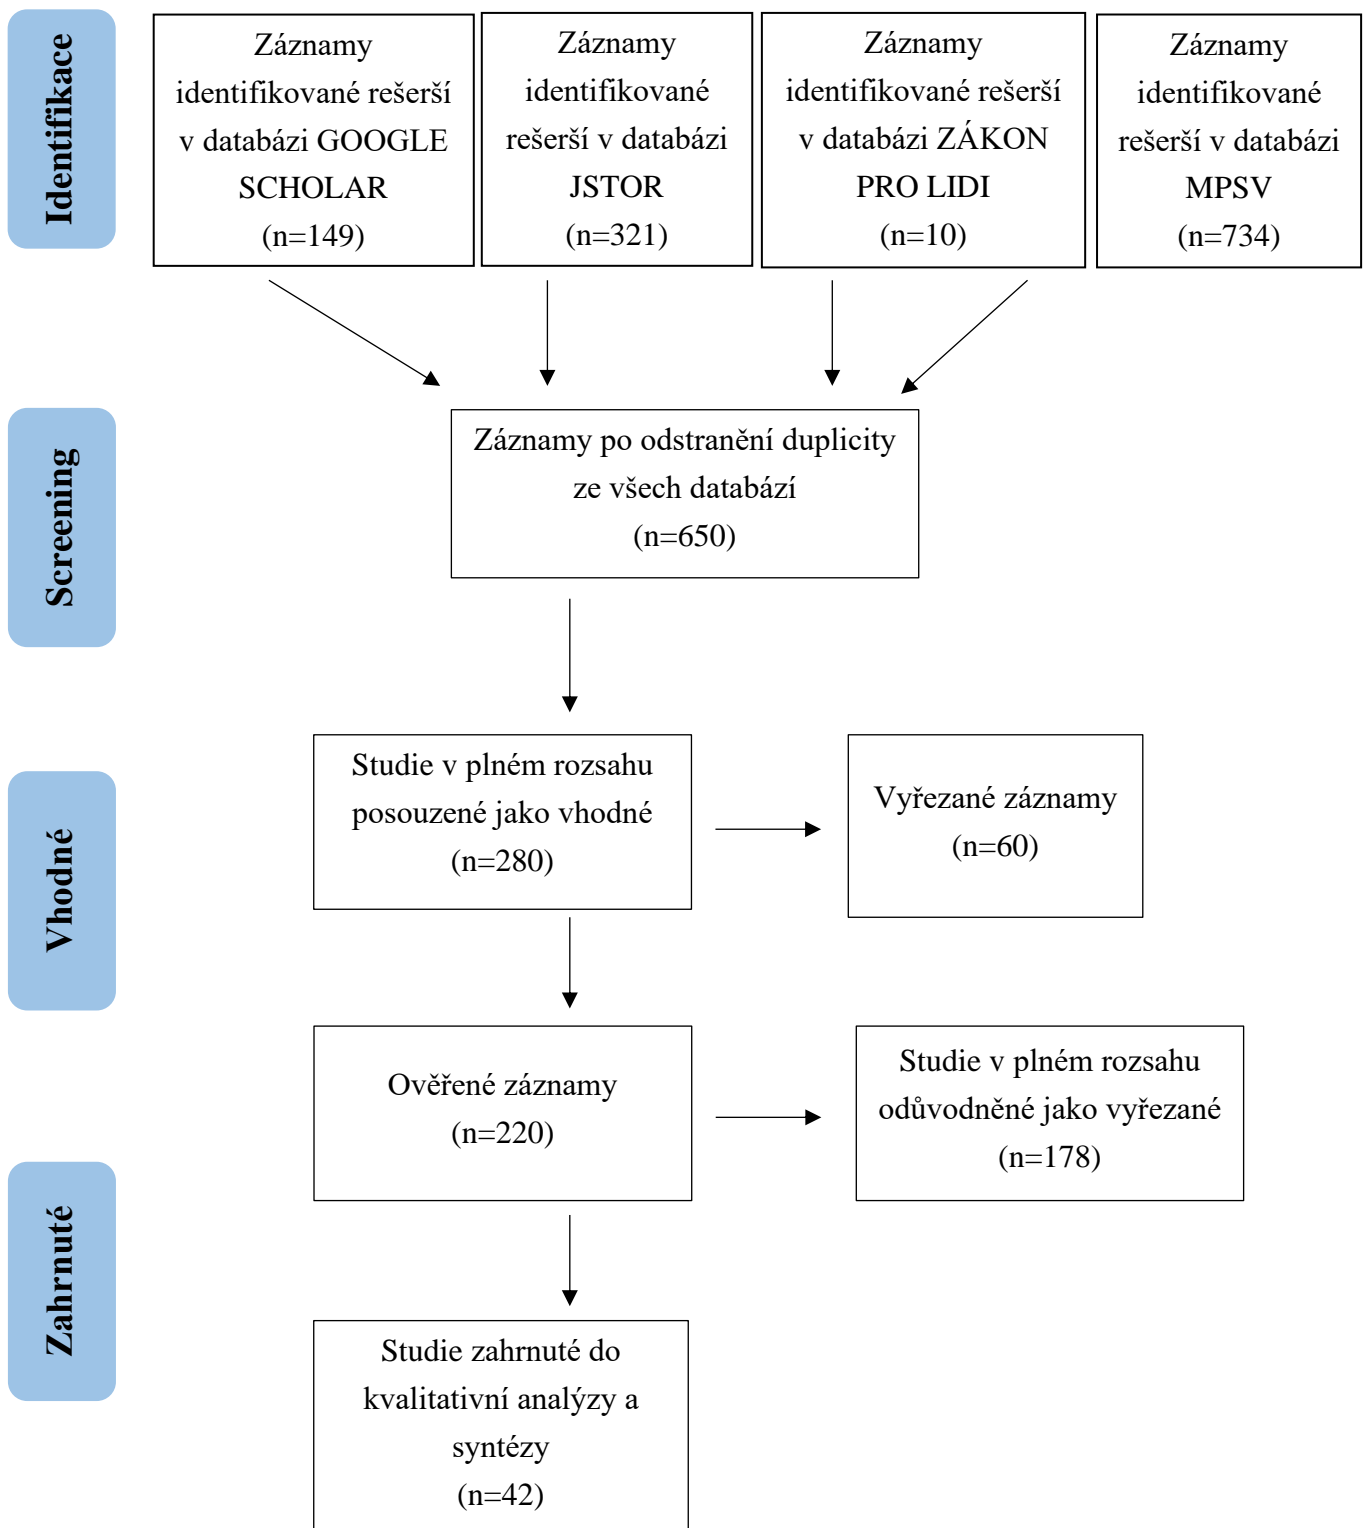 Identifikace
Záznamy
identifikované rešerší
v databázi GOOGLE
SCHOLAR
(n=149)
Záznamy
identifikované
rešerší v databázi
JSTOR
(n=321)
Záznamy
identifikované rešerší
v databázi ZÁKON
PRO LIDI
(n=10)
Záznamy
identifikované
rešerší v databázi
MPSV
(n=734)
Screening
Záznamy po odstranění duplicity
ze všech databází
(n=650)
Vhodné
Studie v plném rozsahu
posouzené jako vhodné
(n=280)
Vyřezané záznamy
(n=60)
Ověřené záznamy
(n=220)
Studie v plném rozsahu
odůvodněné jako vyřezané
(n=178)
Zahrnuté
Studie zahrnuté do
kvalitativní analýzy a
syntézy
(n=42)